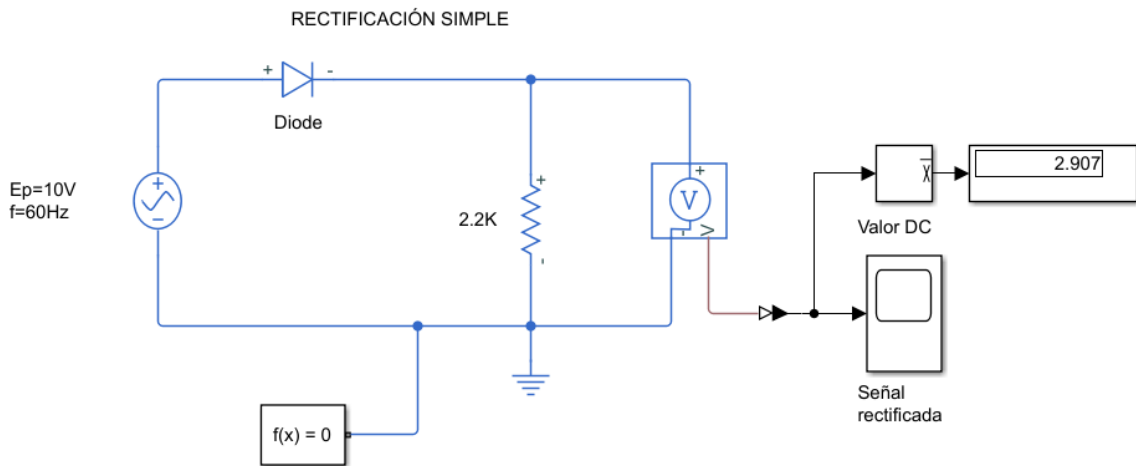 RECTIFICACIÓN SIMPLE
+
-
Diode
Ep=10V
f=60Hz
+
−
2.2K
+
-
+
V
-
V
x
2.907
Valor DC
Señal
rectificada
f(x) = 0